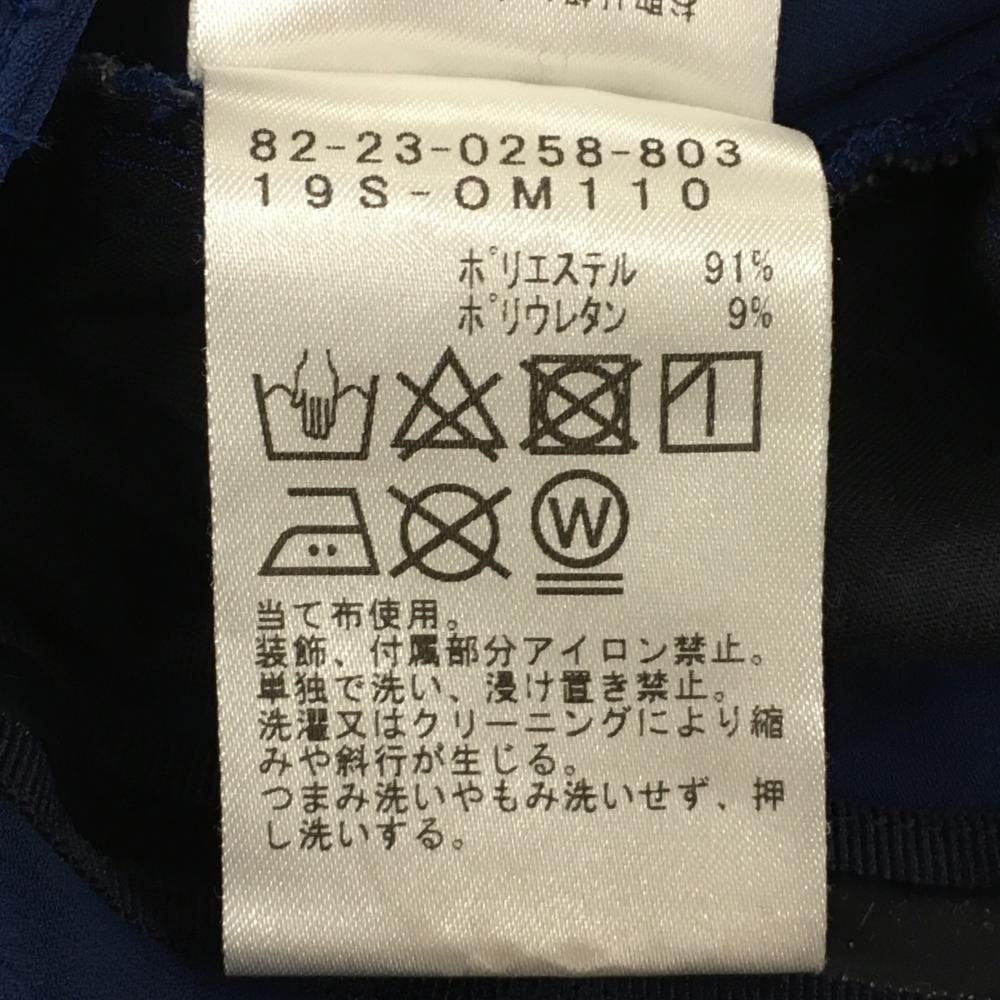 82-23-0258-803
19S-OM110
ポリエステル 91%
ポリウレタン 9%
W
当て布使用。
装飾、付属部分アイロン禁止。
単独で洗い、浸け置き禁止。
洗濯又はクリーニングにより縮
みや斜行が生じる。
つまみ洗いやもみ洗いせず、押
し洗いする。